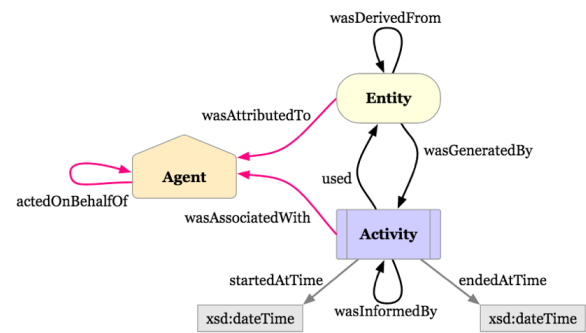 wasDerivedFrom
Entity
wasAttributedTo
wasGeneratedBy
Agent
used
actedOnBehalfOf
wasAssociatedWith
Activity
startedAtTime
endedAtTime
wasInformedBy
xsd:dateTime
xsd:dateTime